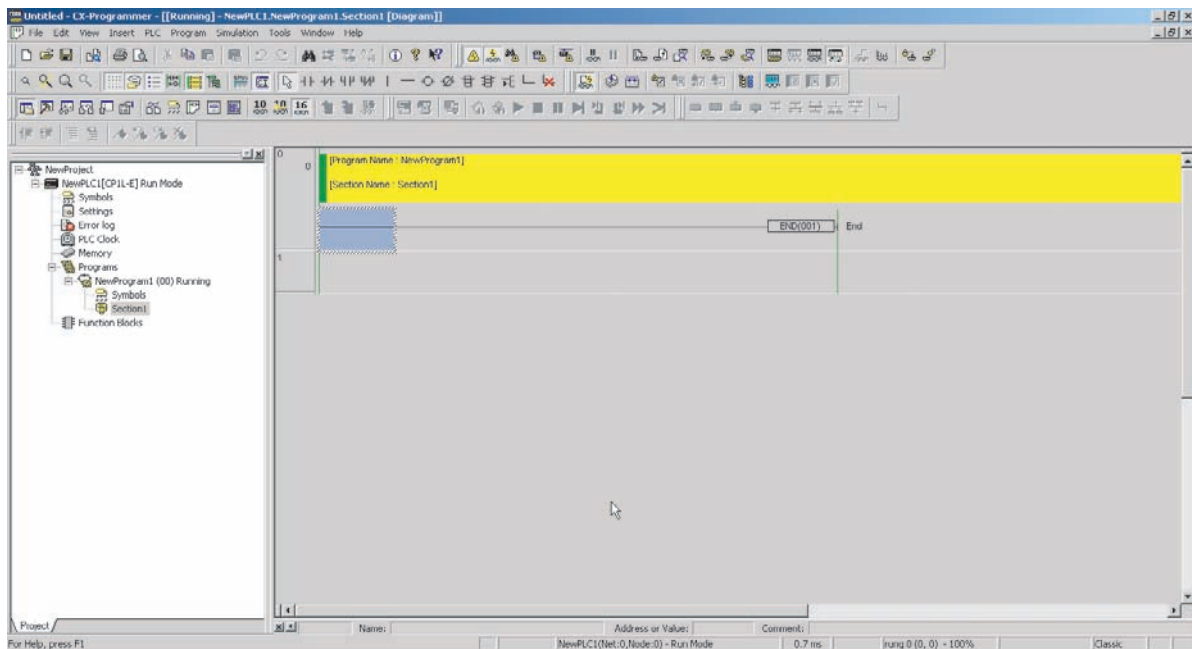 Untitled - CX-Programmer - [[Running] - NewPLC1.NewProgram1.Section1 [Diagram]]
File Edit View Insert PLC Program Simulation Tools Window Help
10 16
NewProject
NewPLC1[CP1L-E] Run Mode
Symbols
Settings
Error log
PLC Clock
Memory
Programs
NewProgram1 (00) Running
Symbols
Section1
Function Blocks
Project
0
0
[Program Name : NewProgram1]
[Section Name : Section1]
END(001) End
1
Name: Address or Value: Comment:
For Help, press F1 NewPLC1(Net:0,Node:0) - Run Mode 0.7 ms rung 0 (0, 0) - 100% Classic